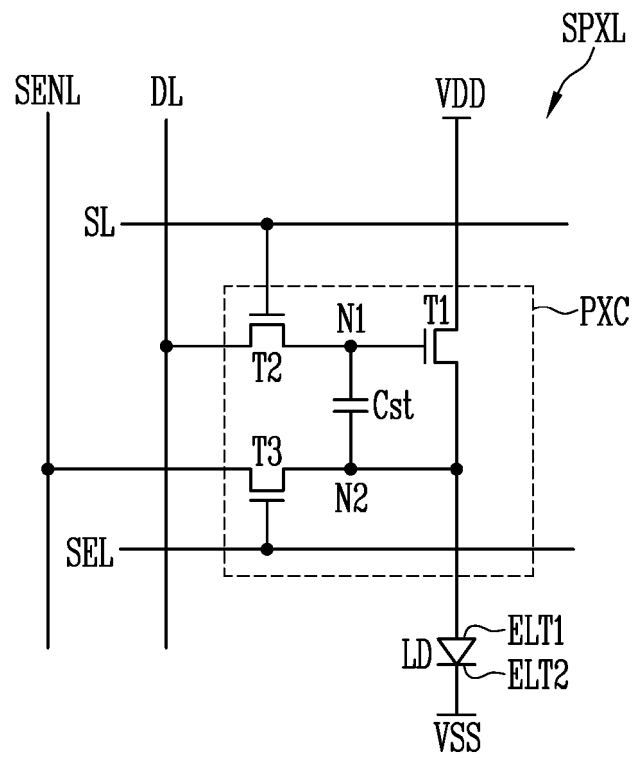 SPXL
SENL
DL
VDD
SL
T1
PXC
N1
T2
Cst
T3
N2
SEL
LD
ELT1
ELT2
VSS